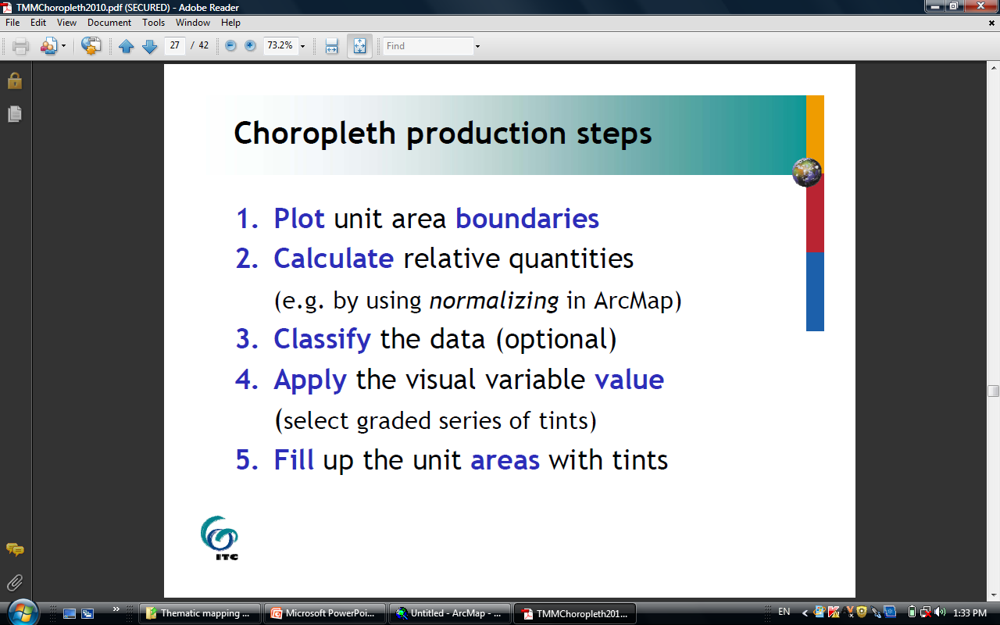 TMMChoropleth2010.pdf (SECURED) - Adobe Reader
File Edit View Document Tools Window Help
27 / 42 73.2% Find
Choropleth production steps
1. Plot unit area boundaries
2. Calculate relative quantities
(e.g. by using normalizing in ArcMap)
3. Classify the data (optional)
4. Apply the visual variable value
(select graded series of tints)
5. Fill up the unit areas with tints
ITC
Thematic mapping ... Microsoft PowerPoi... Untitled - ArcMap - ... TMMChoropleth201... EN 1:33 PM